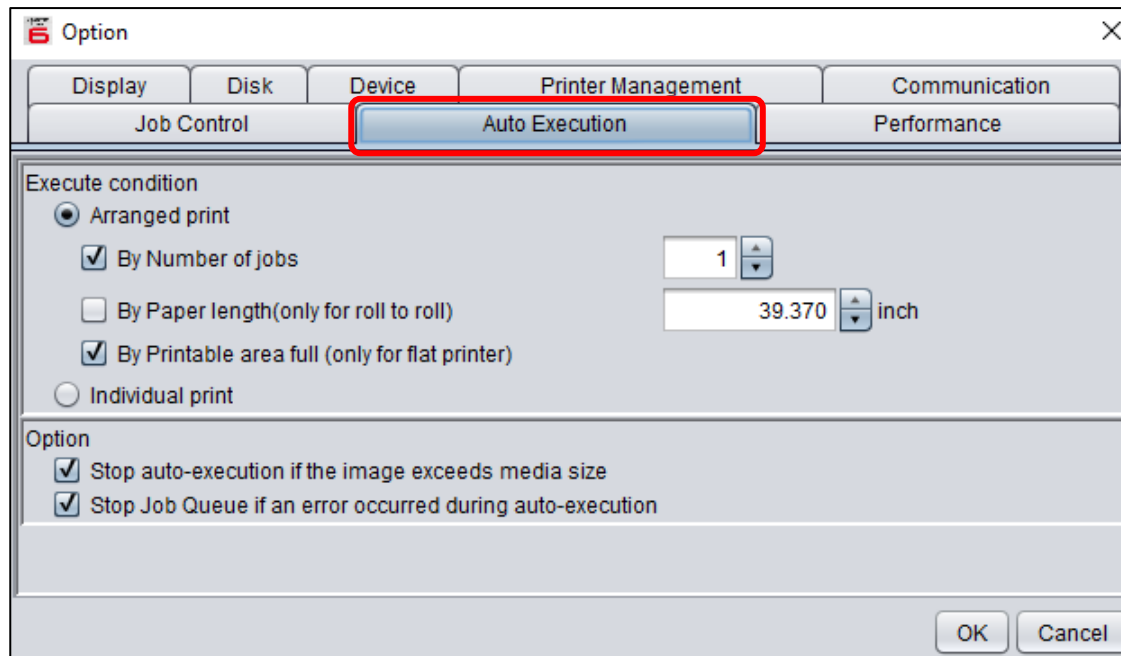 Option
Display Disk Device Printer Management Communication
Job Control Auto Execution Performance
Execute condition
Arranged print
By Number of jobs 1
By Paper length(only for roll to roll) 39.370 inch
By Printable area full (only for flat printer)
Individual print
Option
Stop auto-execution if the image exceeds media size
Stop Job Queue if an error occurred during auto-execution
OK Cancel